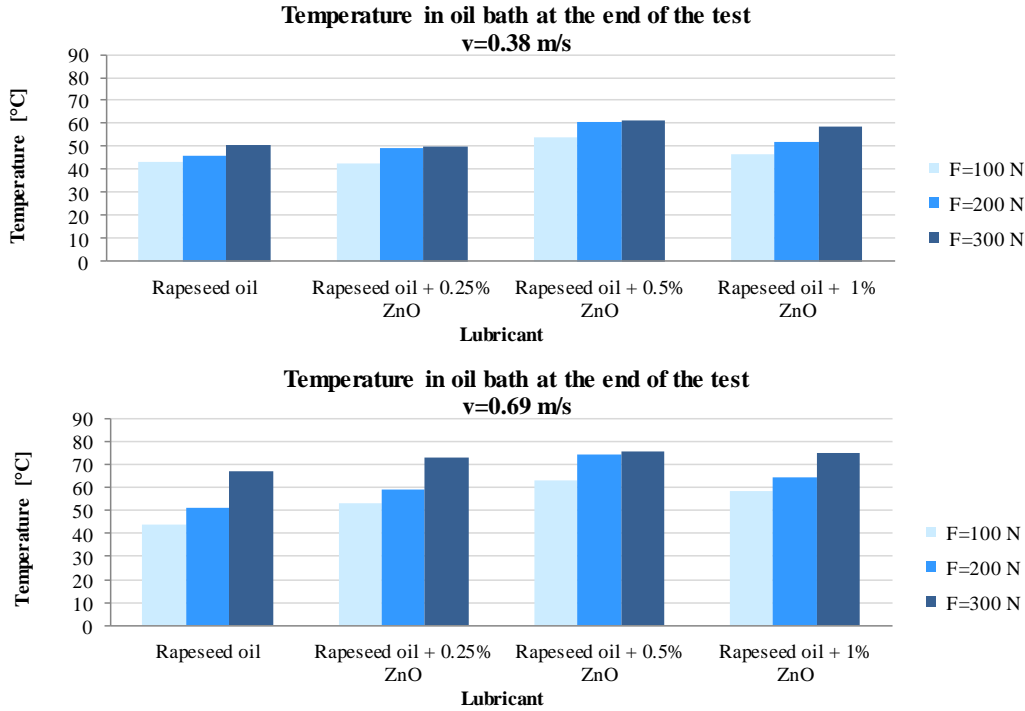 Temperature in oil bath at the end of the test
v=0.38 m/s
Temperature [°C]
90
80
70
60
50
40
30
20
10
0
Rapeseed oil
Rapeseed oil + 0.25%
ZnO
Rapeseed oil + 0.5%
ZnO
Rapeseed oil + 1%
ZnO
Lubricant
F=100 N
F=200 N
F=300 N
Temperature in oil bath at the end of the test
v=0.69 m/s
Temperature [°C]
90
80
70
60
50
40
30
20
10
0
Rapeseed oil
Rapeseed oil + 0.25%
ZnO
Rapeseed oil + 0.5%
ZnO
Rapeseed oil + 1%
ZnO
Lubricant
F=100 N
F=200 N
F=300 N